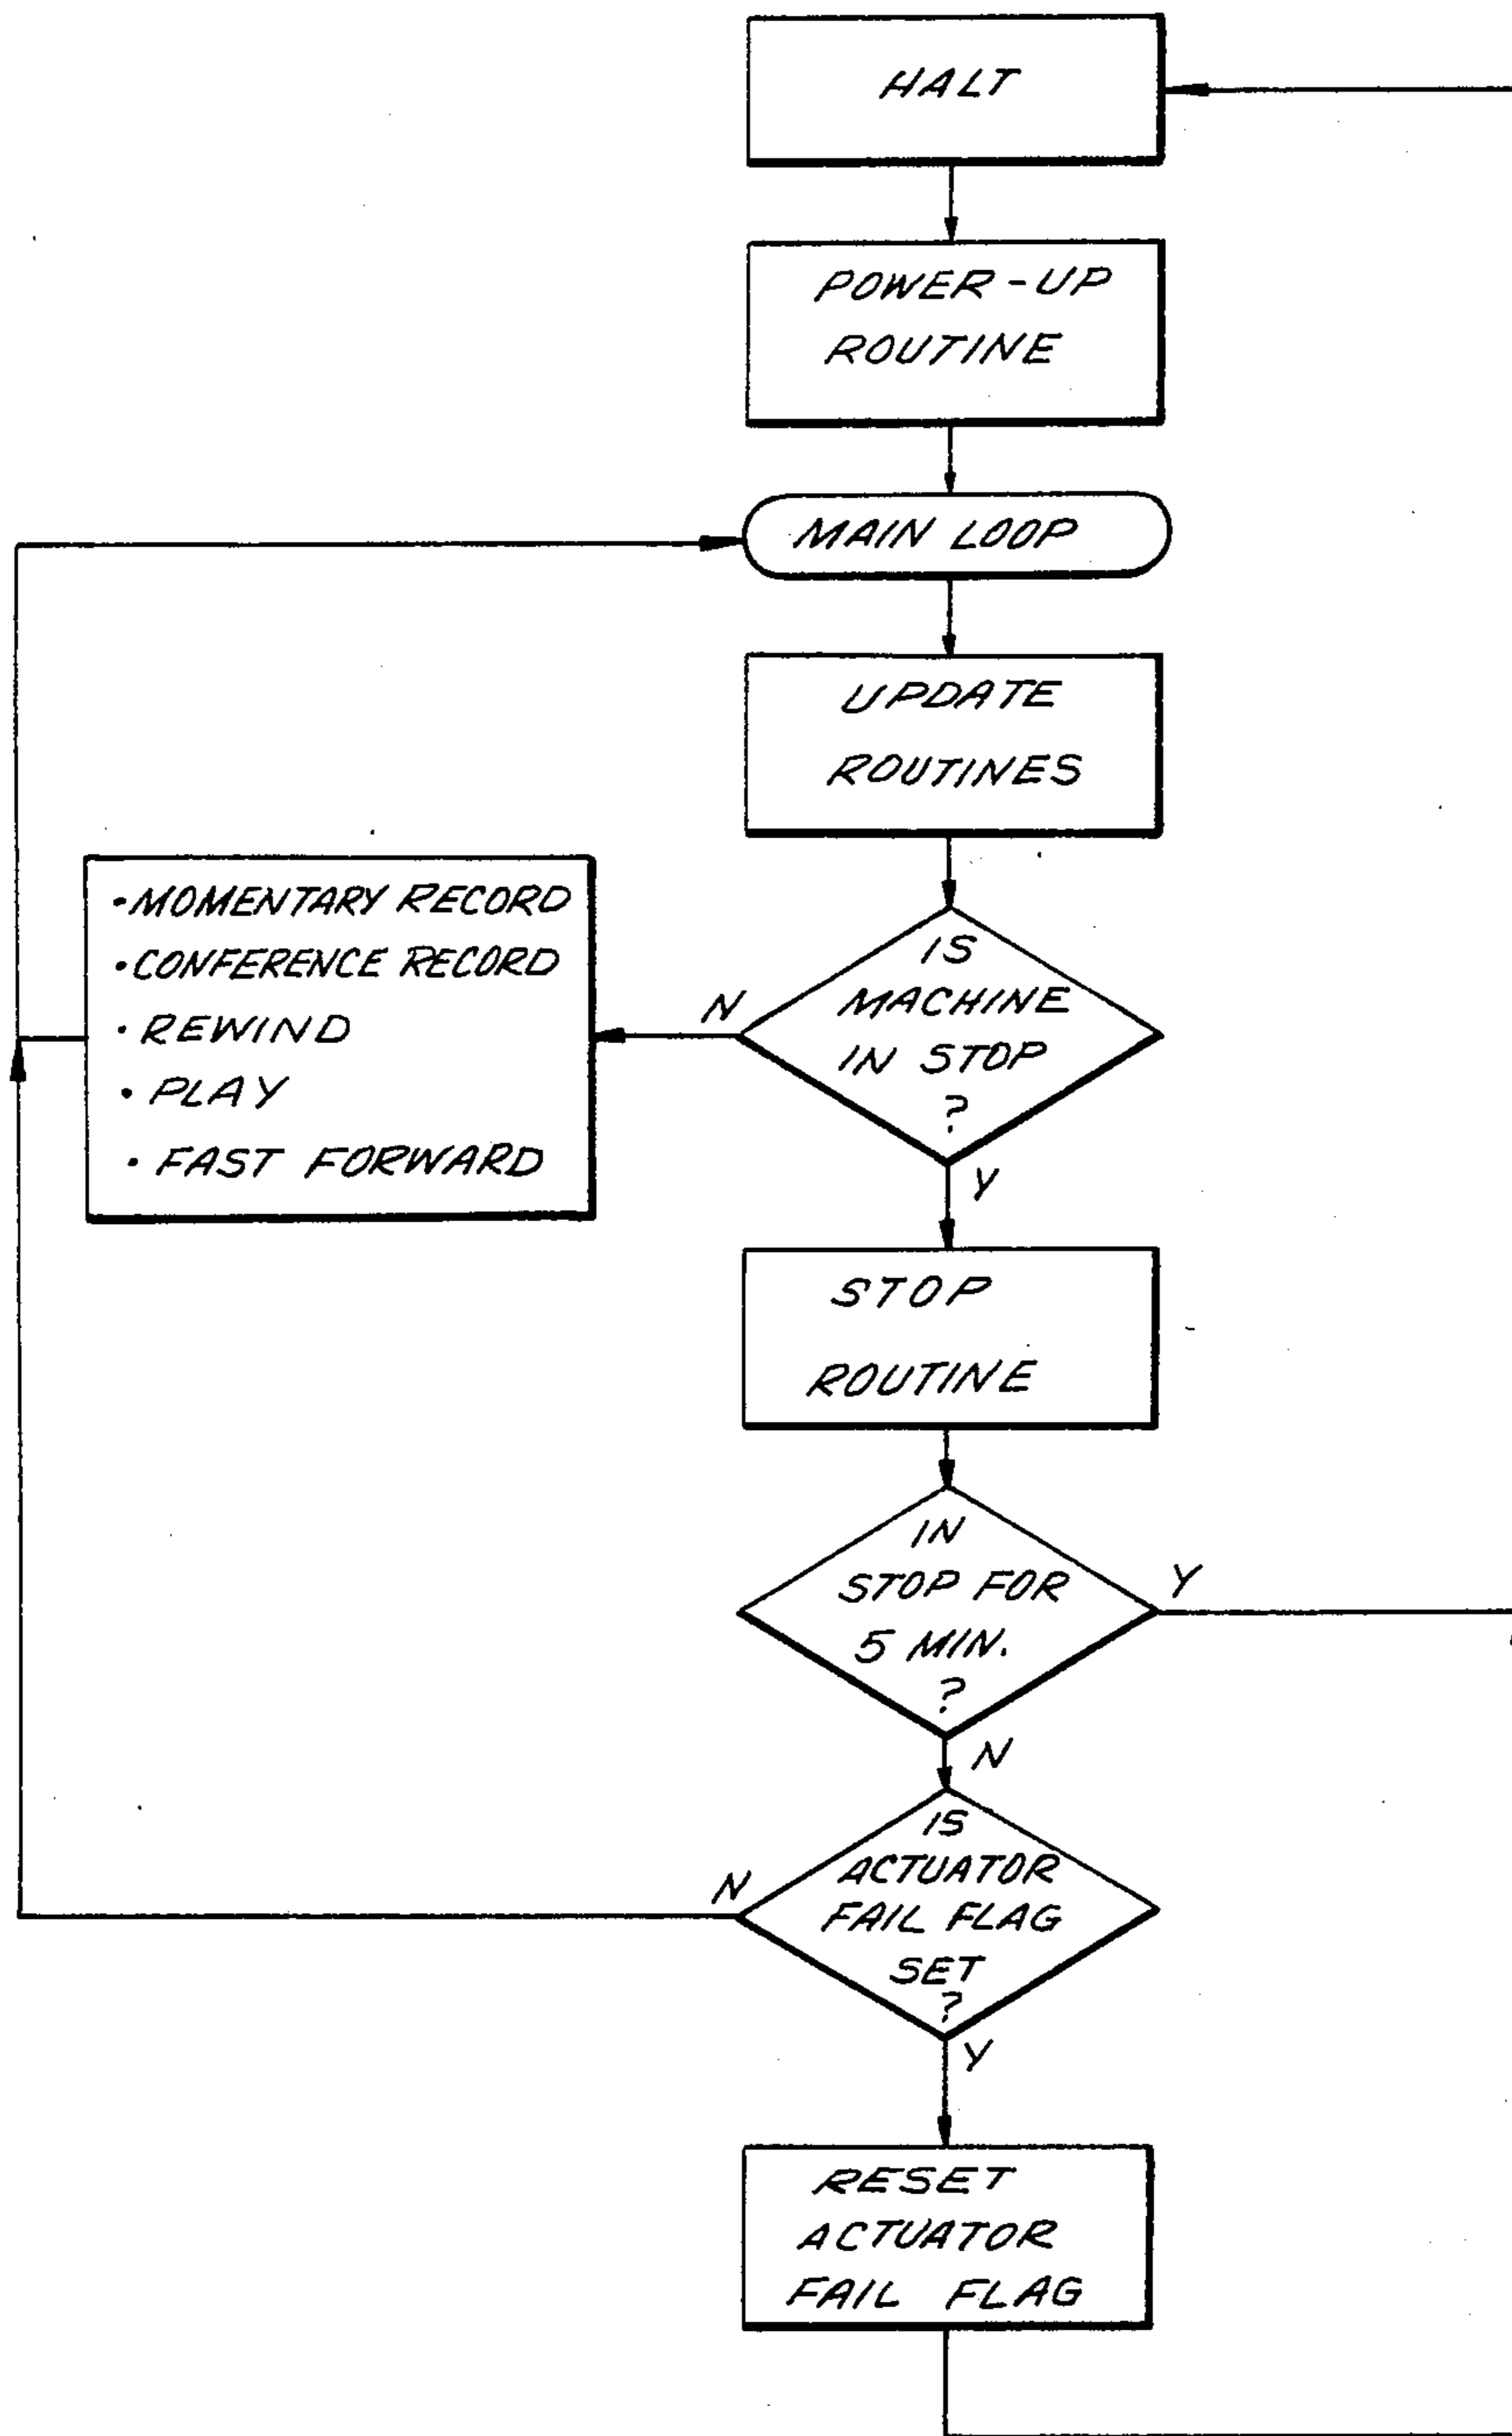 HALT
POWER-UP
ROUTINE
MAIN LOOP
UPDATE
ROUTINES
• MOMENTARY RECORD
• CONFERENCE RECORD
• REWIND
• PLAY
• FAST FORWARD
N
IS
MACHINE
IN STOP
?
Y
STOP
ROUTINE
IN
STOP FOR
5 MIN.
?
Y
N
IS
ACTUATOR
FAIL FLAG
SET
?
N
Y
RESET
ACTUATOR
FAIL FLAG